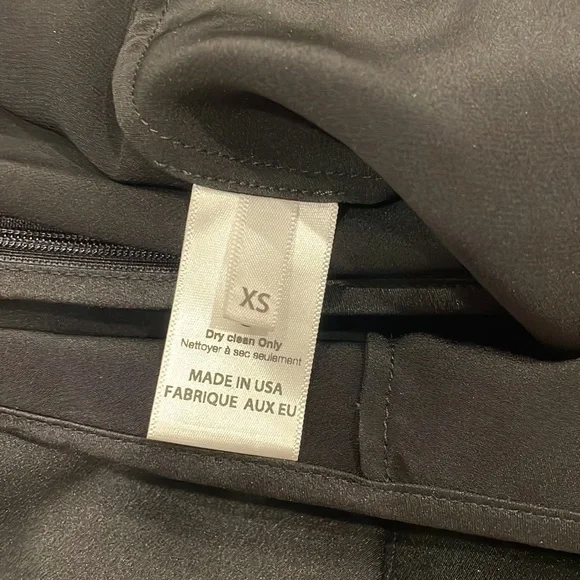 XS
Dry clean Only
Nettoyer à sec seulement
MADE IN USA
FABRIQUE AUX EU